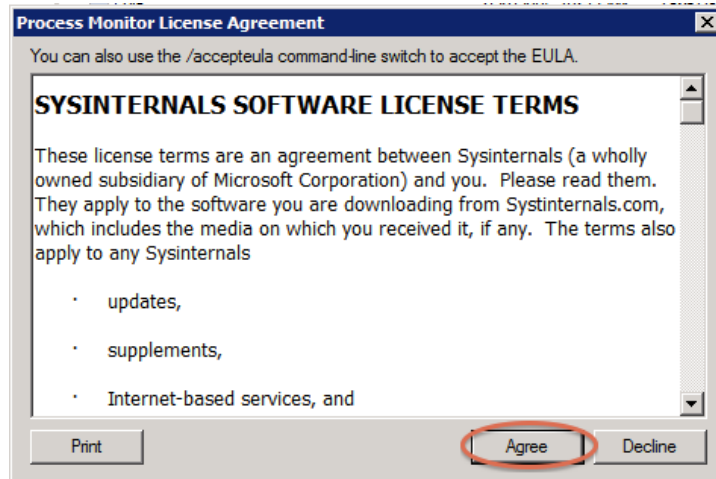 Process Monitor License Agreement
You can also use the /accepteula command-line switch to accept the EULA.
SYSINTERNALS SOFTWARE LICENSE TERMS
These license terms are an agreement between Sysinternals (a wholly
owned subsidiary of Microsoft Corporation) and you.  Please read them.
They apply to the software you are downloading from Systinternals.com,
which includes the media on which you received it, if any.  The terms also
apply to any Sysinternals
· updates,
· supplements,
· Internet-based services, and
Print Agree Decline